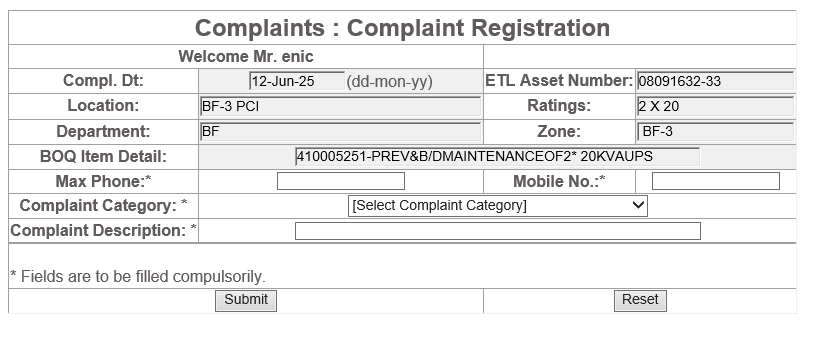 Complaints : Complaint Registration
Welcome Mr. enic
Compl. Dt: 12-Jun-25 (dd-mon-yy) ETL Asset Number: 08091632-33
Location: BF-3 PCI Ratings: 2 X 20
Department: BF Zone: BF-3
BOQ Item Detail: 410005251-PREV&B/DMAINTENANCEOF2* 20KVAUPS
Max Phone:* Mobile No.:*
Complaint Category: * [Select Complaint Category]
Complaint Description: *
* Fields are to be filled compulsorily.
Submit Reset